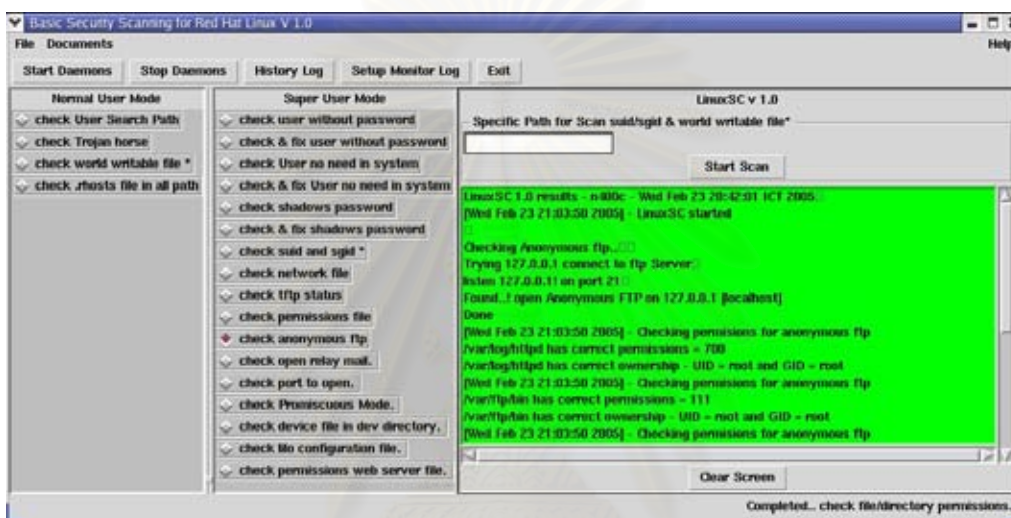 Basic Security Scanning for Red Hat Linux V 1.0
File Documents Help
Start Daemons Stop Daemons History Log Setup Monitor Log Exit
Normal User Mode
check User Search Path
check Trojan horse
check world writable file *
check .rhosts file in all path
Super User Mode
check user without password
check & fix user without password
check User no need in system
check & fix User no need in system
check shadows password
check & fix shadows password
check suid and sgid *
check network file
check tftp status
check permissions file
check anonymous ftp
check open relay mail.
check port to open.
check Promiscuous Mode.
check device file in dev directory.
check lilo configuration file.
check permissions web server file.
LinuxSC v 1.0
Specific Path for Scan suid/sgid & world writable file*
Start Scan
LinuxSC 1.0 results - n400c - Wed Feb 23 20:42:01 ICT 2005
[Wed Feb 23 21:03:50 2005] - LinuxSC started
Checking Anonymous ftp...
Trying 127.0.0.1 connect to ftp Server
listen 127.0.0.1! on port 21
Found..! open Anonymous FTP on 127.0.0.1 [localhost]
Done
[Wed Feb 23 21:03:50 2005] - Checking permisions for anonymous ftp
/var/log/httpd has correct permissions = 700
/var/log/httpd has correct ownership - UID = root and GID = root
[Wed Feb 23 21:03:50 2005] - Checking permisions for anonymous ftp
/var/ftp/bin has correct permissions = 111
/var/ftp/bin has correct ownership - UID = root and GID = root
[Wed Feb 23 21:03:50 2005] - Checking permisions for anonymous ftp
Clear Screen
Completed... check file/directory permissions.